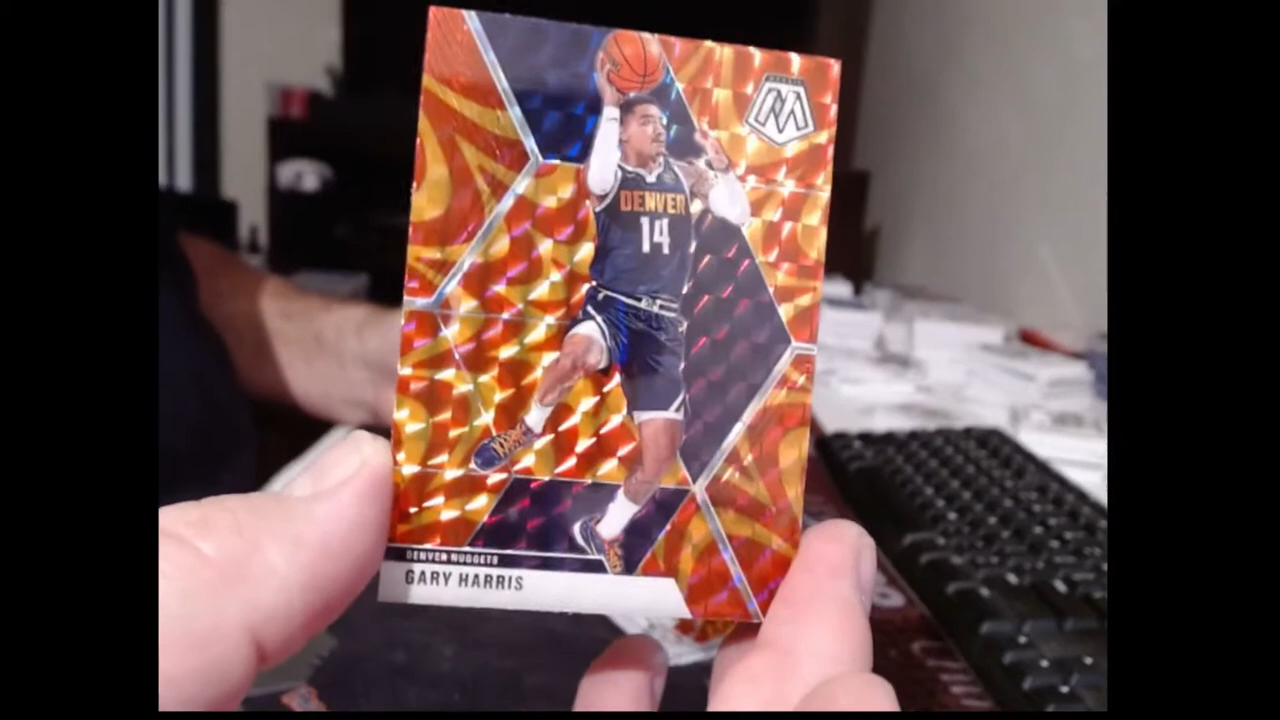 MOSAIC
DENVER
14
DENVER NUGGETS
GARY HARRIS